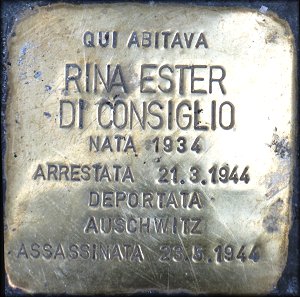 QUI ABITAVA
RINA ESTER
DI CONSIGLIO
NATA 1934
ARRESTATA 21.3.1944
DEPORTATA
AUSCHWITZ
ASSASSINATA 23.5.1944